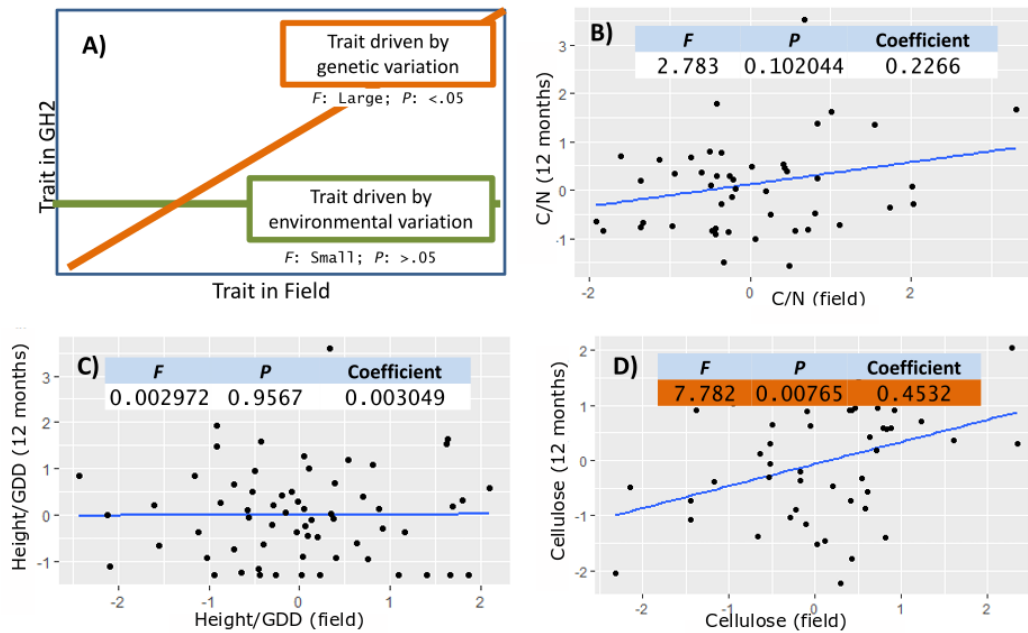 A)
Trait driven by
genetic variation
F: Large; P: <.05
Trait driven by
environmental variation
F: Small; P: >.05
Trait in GH2
Trait in Field
B)
F P Coefficient
2.783 0.102044 0.2266
C/N (12 months)
3
2
1
0
-1
-2 0 2
C/N (field)
C)
F P Coefficient
0.002972 0.9567 0.003049
Height/GDD (12 months)
3
2
1
0
-1
-2 -1 0 1 2
Height/GDD (field)
D)
F P Coefficient
7.782 0.00765 0.4532
Cellulose (12 months)
2
1
0
-1
-2
-2 -1 0 1 2
Cellulose (field)